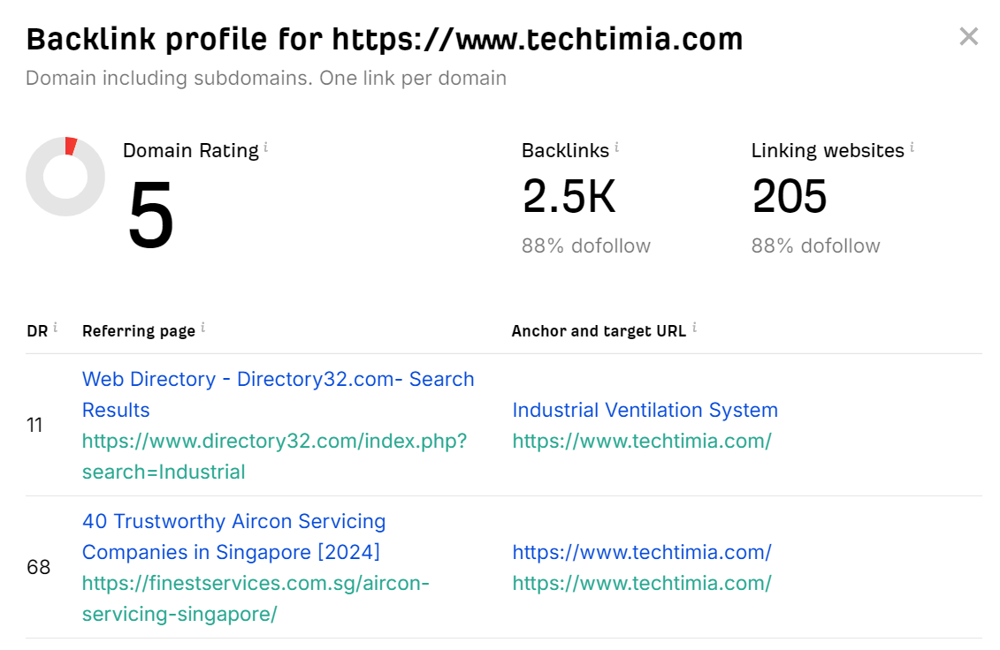 Backlink profile for https://www.techtimia.com
Domain including subdomains. One link per domain
Domain Rating i
5
Backlinks i
2.5K
88% dofollow
Linking websites i
205
88% dofollow
DR i
Referring page i
Anchor and target URL i
11
Web Directory - Directory32.com- Search
Results
https://www.directory32.com/index.php?
search=Industrial
Industrial Ventilation System
https://www.techtimia.com/
68
40 Trustworthy Aircon Servicing
Companies in Singapore [2024]
https://finestservices.com.sg/aircon-
servicing-singapore/
https://www.techtimia.com/
https://www.techtimia.com/